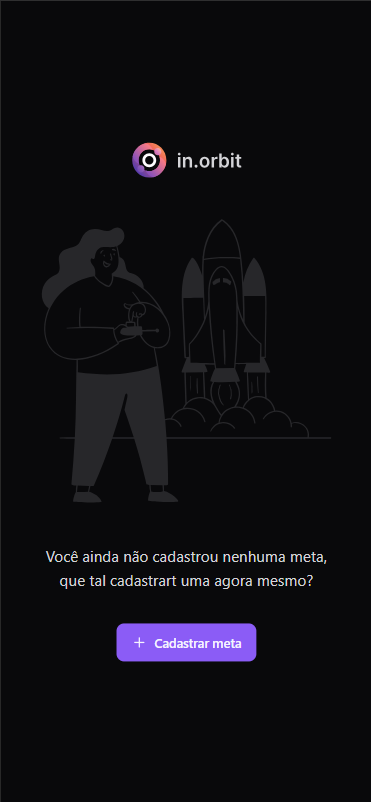 in.orbit
Você ainda não cadastrou nenhuma meta,
que tal cadastrart uma agora mesmo?
+ Cadastrar meta